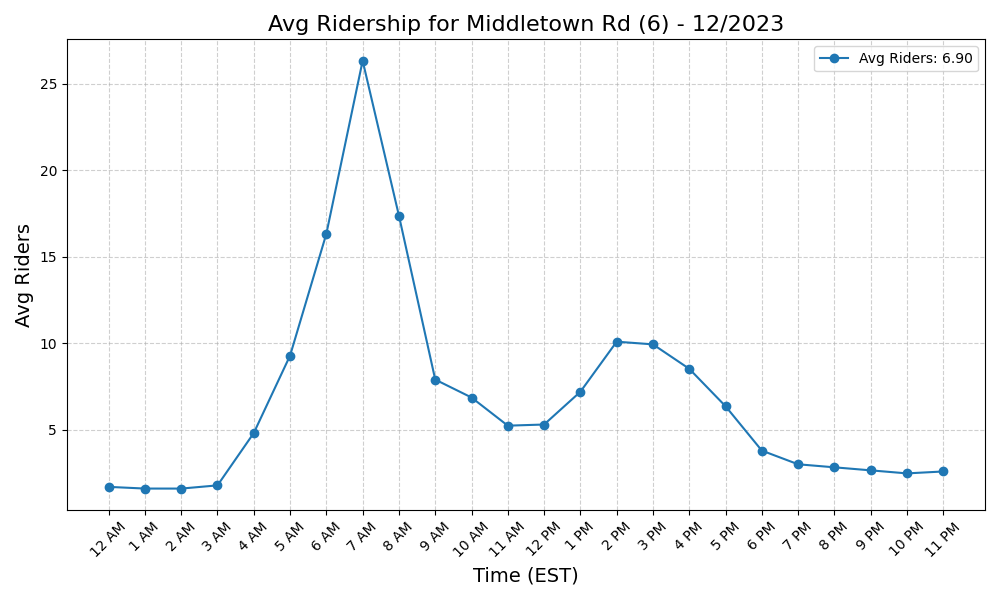 Avg Ridership for Middletown Rd (6) - 12/2023
Avg Riders: 6.90
Avg Riders
25
20
15
10
5
12 AM
1 AM
2 AM
3 AM
4 AM
5 AM
6 AM
7 AM
8 AM
9 AM
10 AM
11 AM
12 PM
1 PM
2 PM
3 PM
4 PM
5 PM
6 PM
7 PM
8 PM
9 PM
10 PM
11 PM
Time (EST)